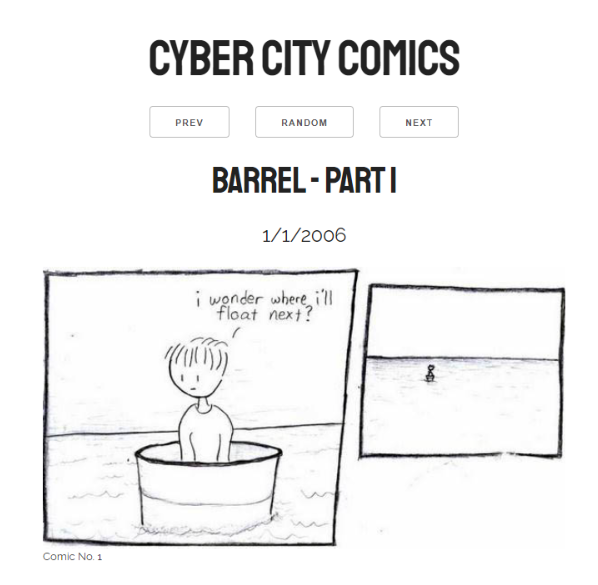 CYBER CITY COMICS
PREV
RANDOM
NEXT
BARREL - PART I
1/1/2006
i wonder where i'll
float next?
Comic No. 1